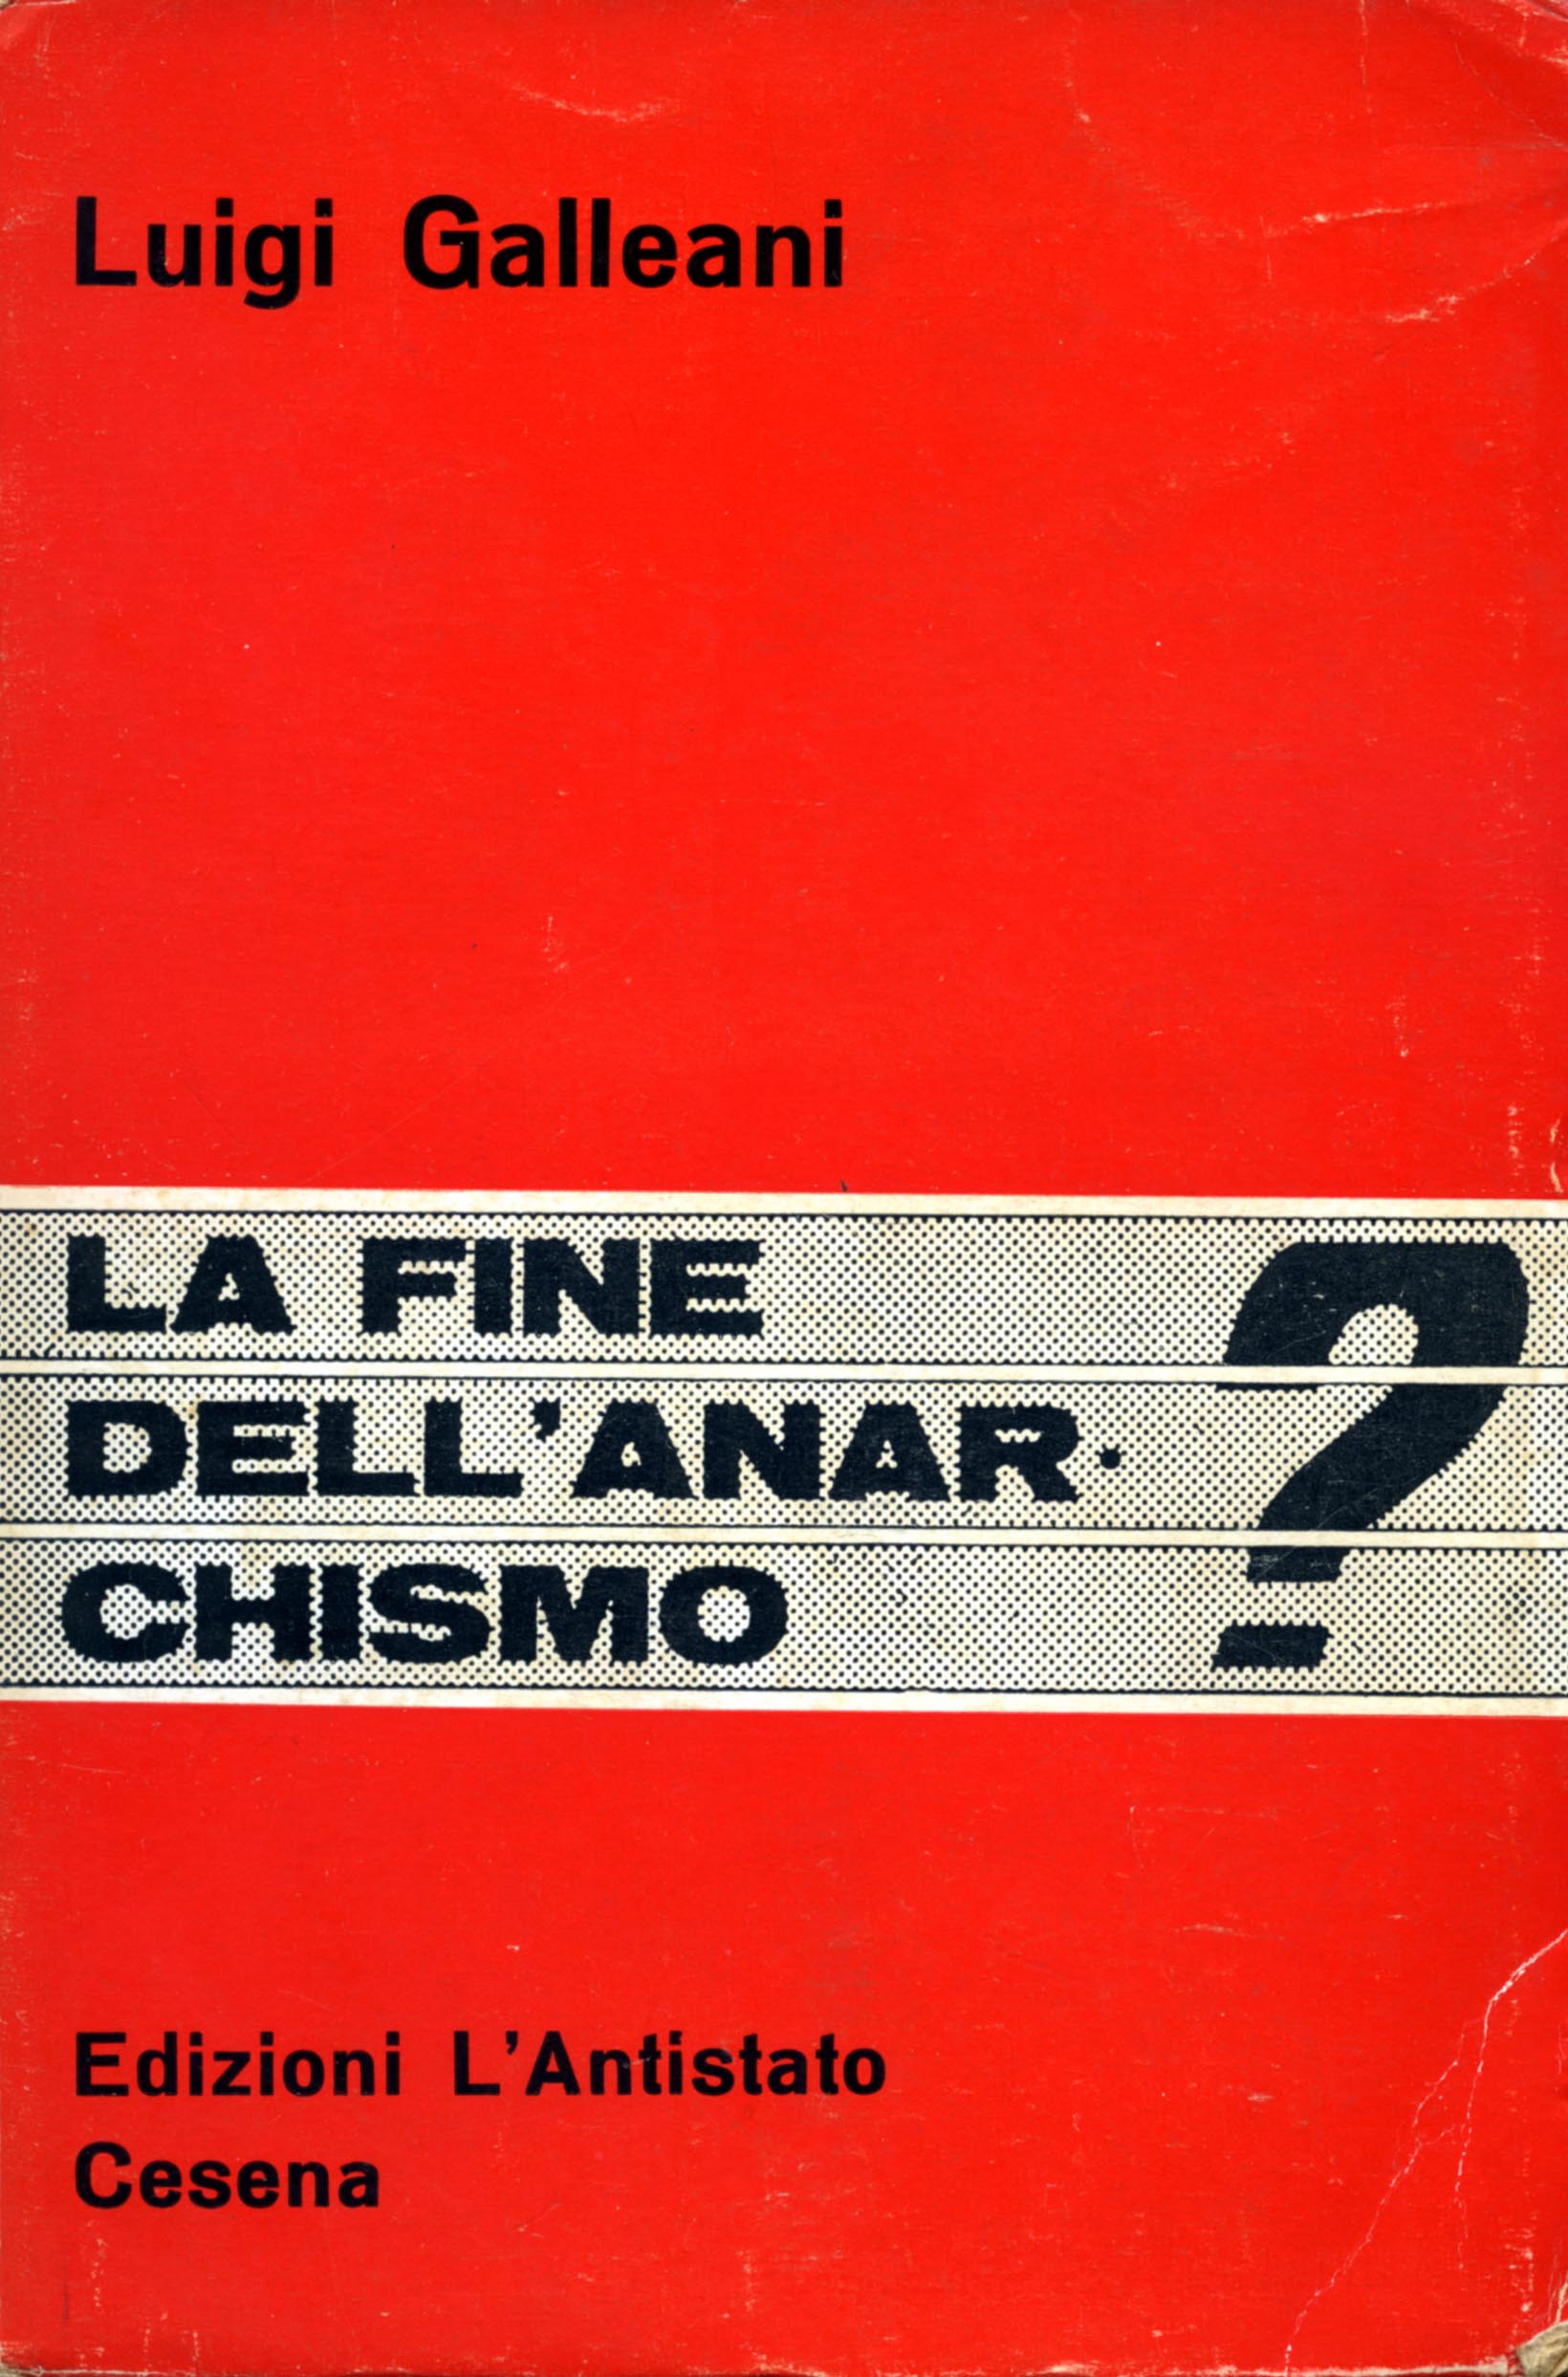 Luigi Galleani
LA FINE
DELL'ANAR-
CHISMO ?
Edizioni L'Antistato
Cesena